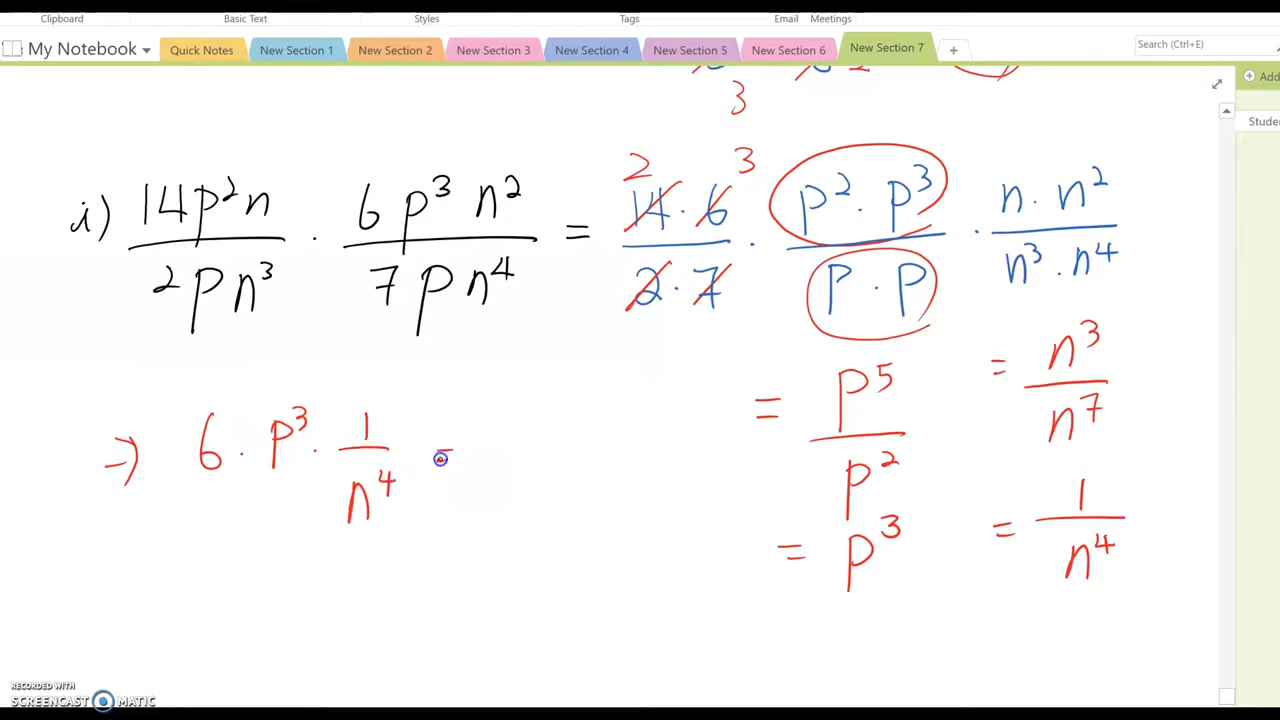 Clipboard Basic Text Styles Tags Email Meetings
My Notebook Quick Notes New Section 1 New Section 2 New Section 3 New Section 4 New Section 5 New Section 6 New Section 7 + Search (Ctrl+E)
Add
Stude
3
i) 14p²n / 2pn³ · 6p³n² / 7pn⁴ = 14·6 / 2·7 · p²·p³ / p·p · n·n² / n³·n⁴
2 3
= p⁵ / p² = n³ / n⁷
⇒ 6 · p³ · 1 / n⁴ =
= p³ = 1 / n⁴
RECORDED WITH
SCREENCAST MATIC